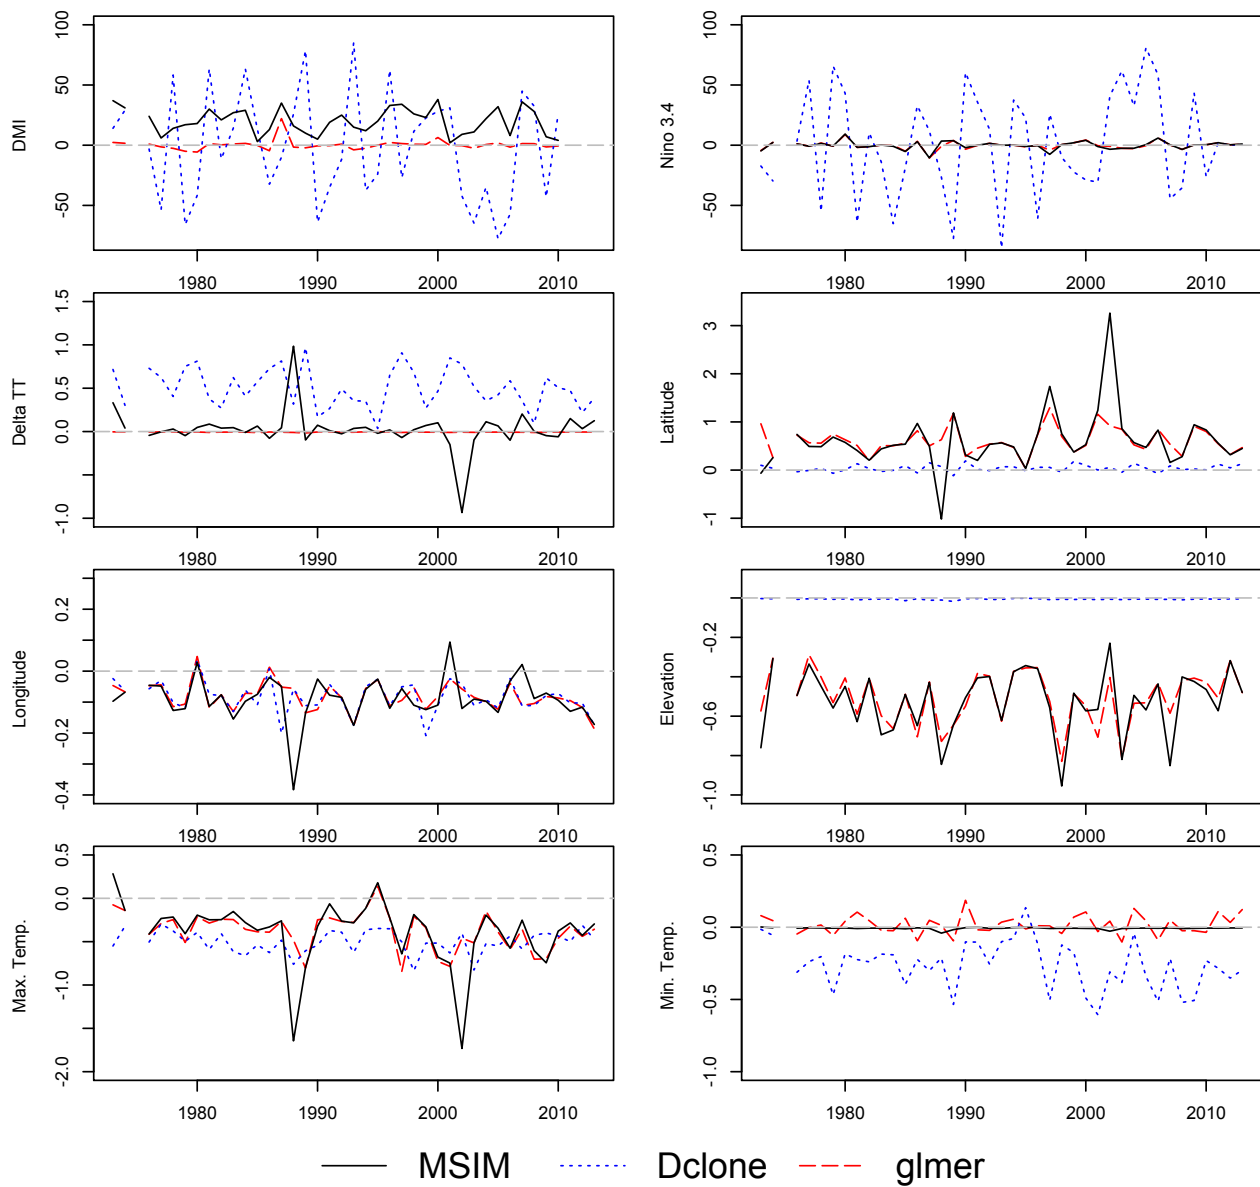 DMI
100
50
0
-50
1980 1990 2000 2010
Nino 3.4
100
50
0
-50
1980 1990 2000 2010
Delta TT
1.5
1.0
0.5
0.0
-1.0
1980 1990 2000 2010
Latitude
3
2
1
0
-1
1980 1990 2000 2010
Longitude
0.2
0.0
-0.2
-0.4
1980 1990 2000 2010
Elevation
-0.2
-0.6
-1.0
1980 1990 2000 2010
Max. Temp.
0.5
0.0
-1.0
-2.0
1980 1990 2000 2010
Min. Temp.
0.5
0.0
-0.5
-1.0
1980 1990 2000 2010
MSIM Dclone glmer